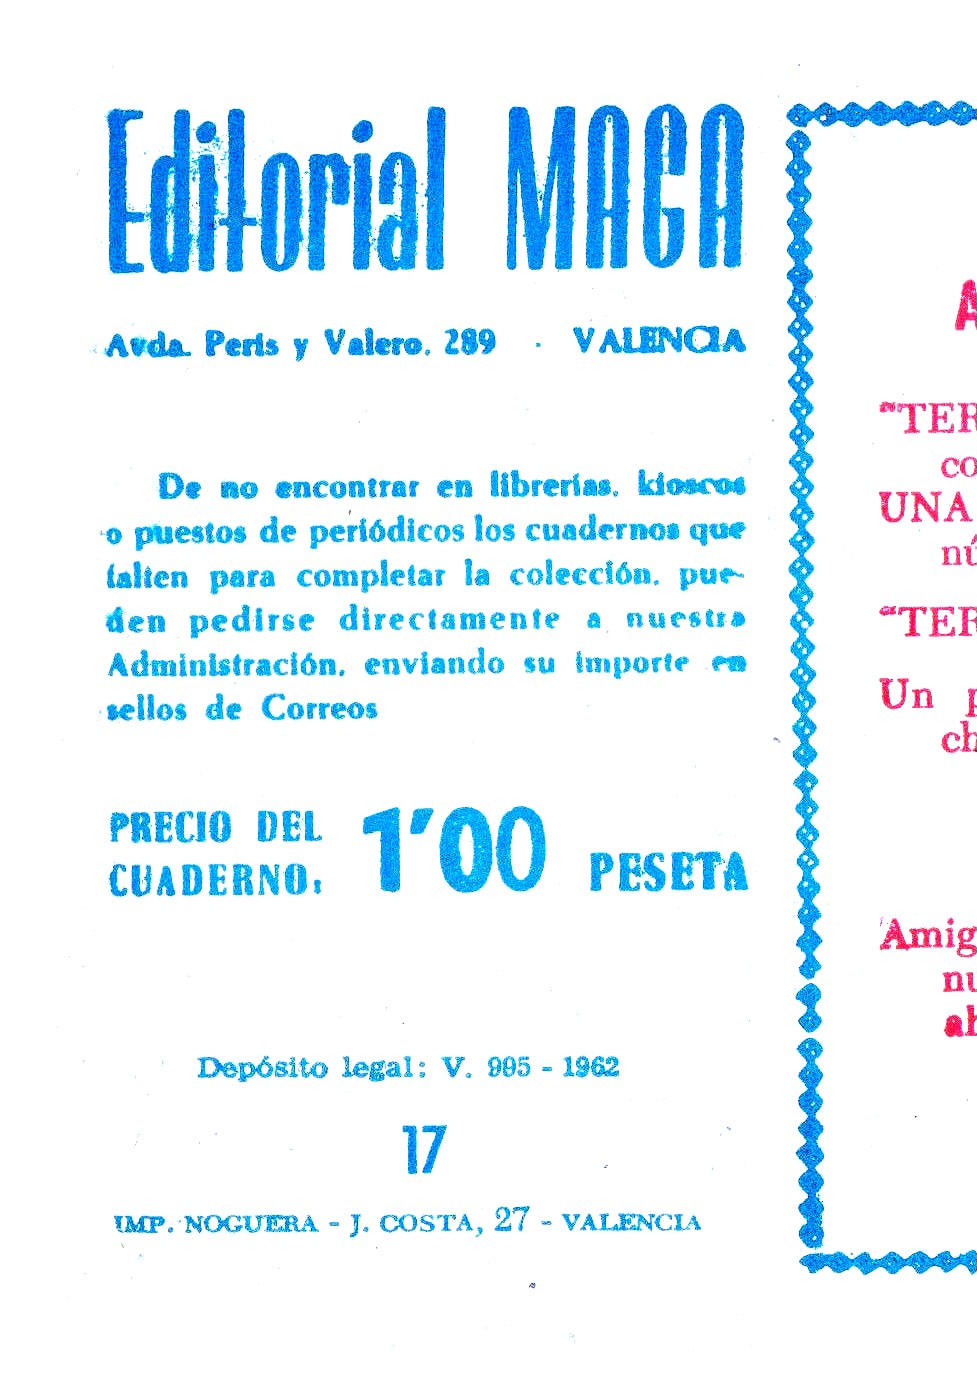 Editorial MAGA
Avda. Peris y Valero. 289 - VALENCIA
De no encontrar en librerías, kioscos
o puestos de periódicos los cuadernos que
falten para completar la colección, pue-
den pedirse directamente a nuestra
Administración, enviando su importe en
sellos de Correos
PRECIO DEL
CUADERNO: 1'00 PESETA
Depósito legal: V. 995 - 1962
17
IMP. NOGUERA - J. COSTA, 27 - VALENCIA
A
"TER
co
UNA
nú
"TER
Un p
ch
Amig
nu
ah